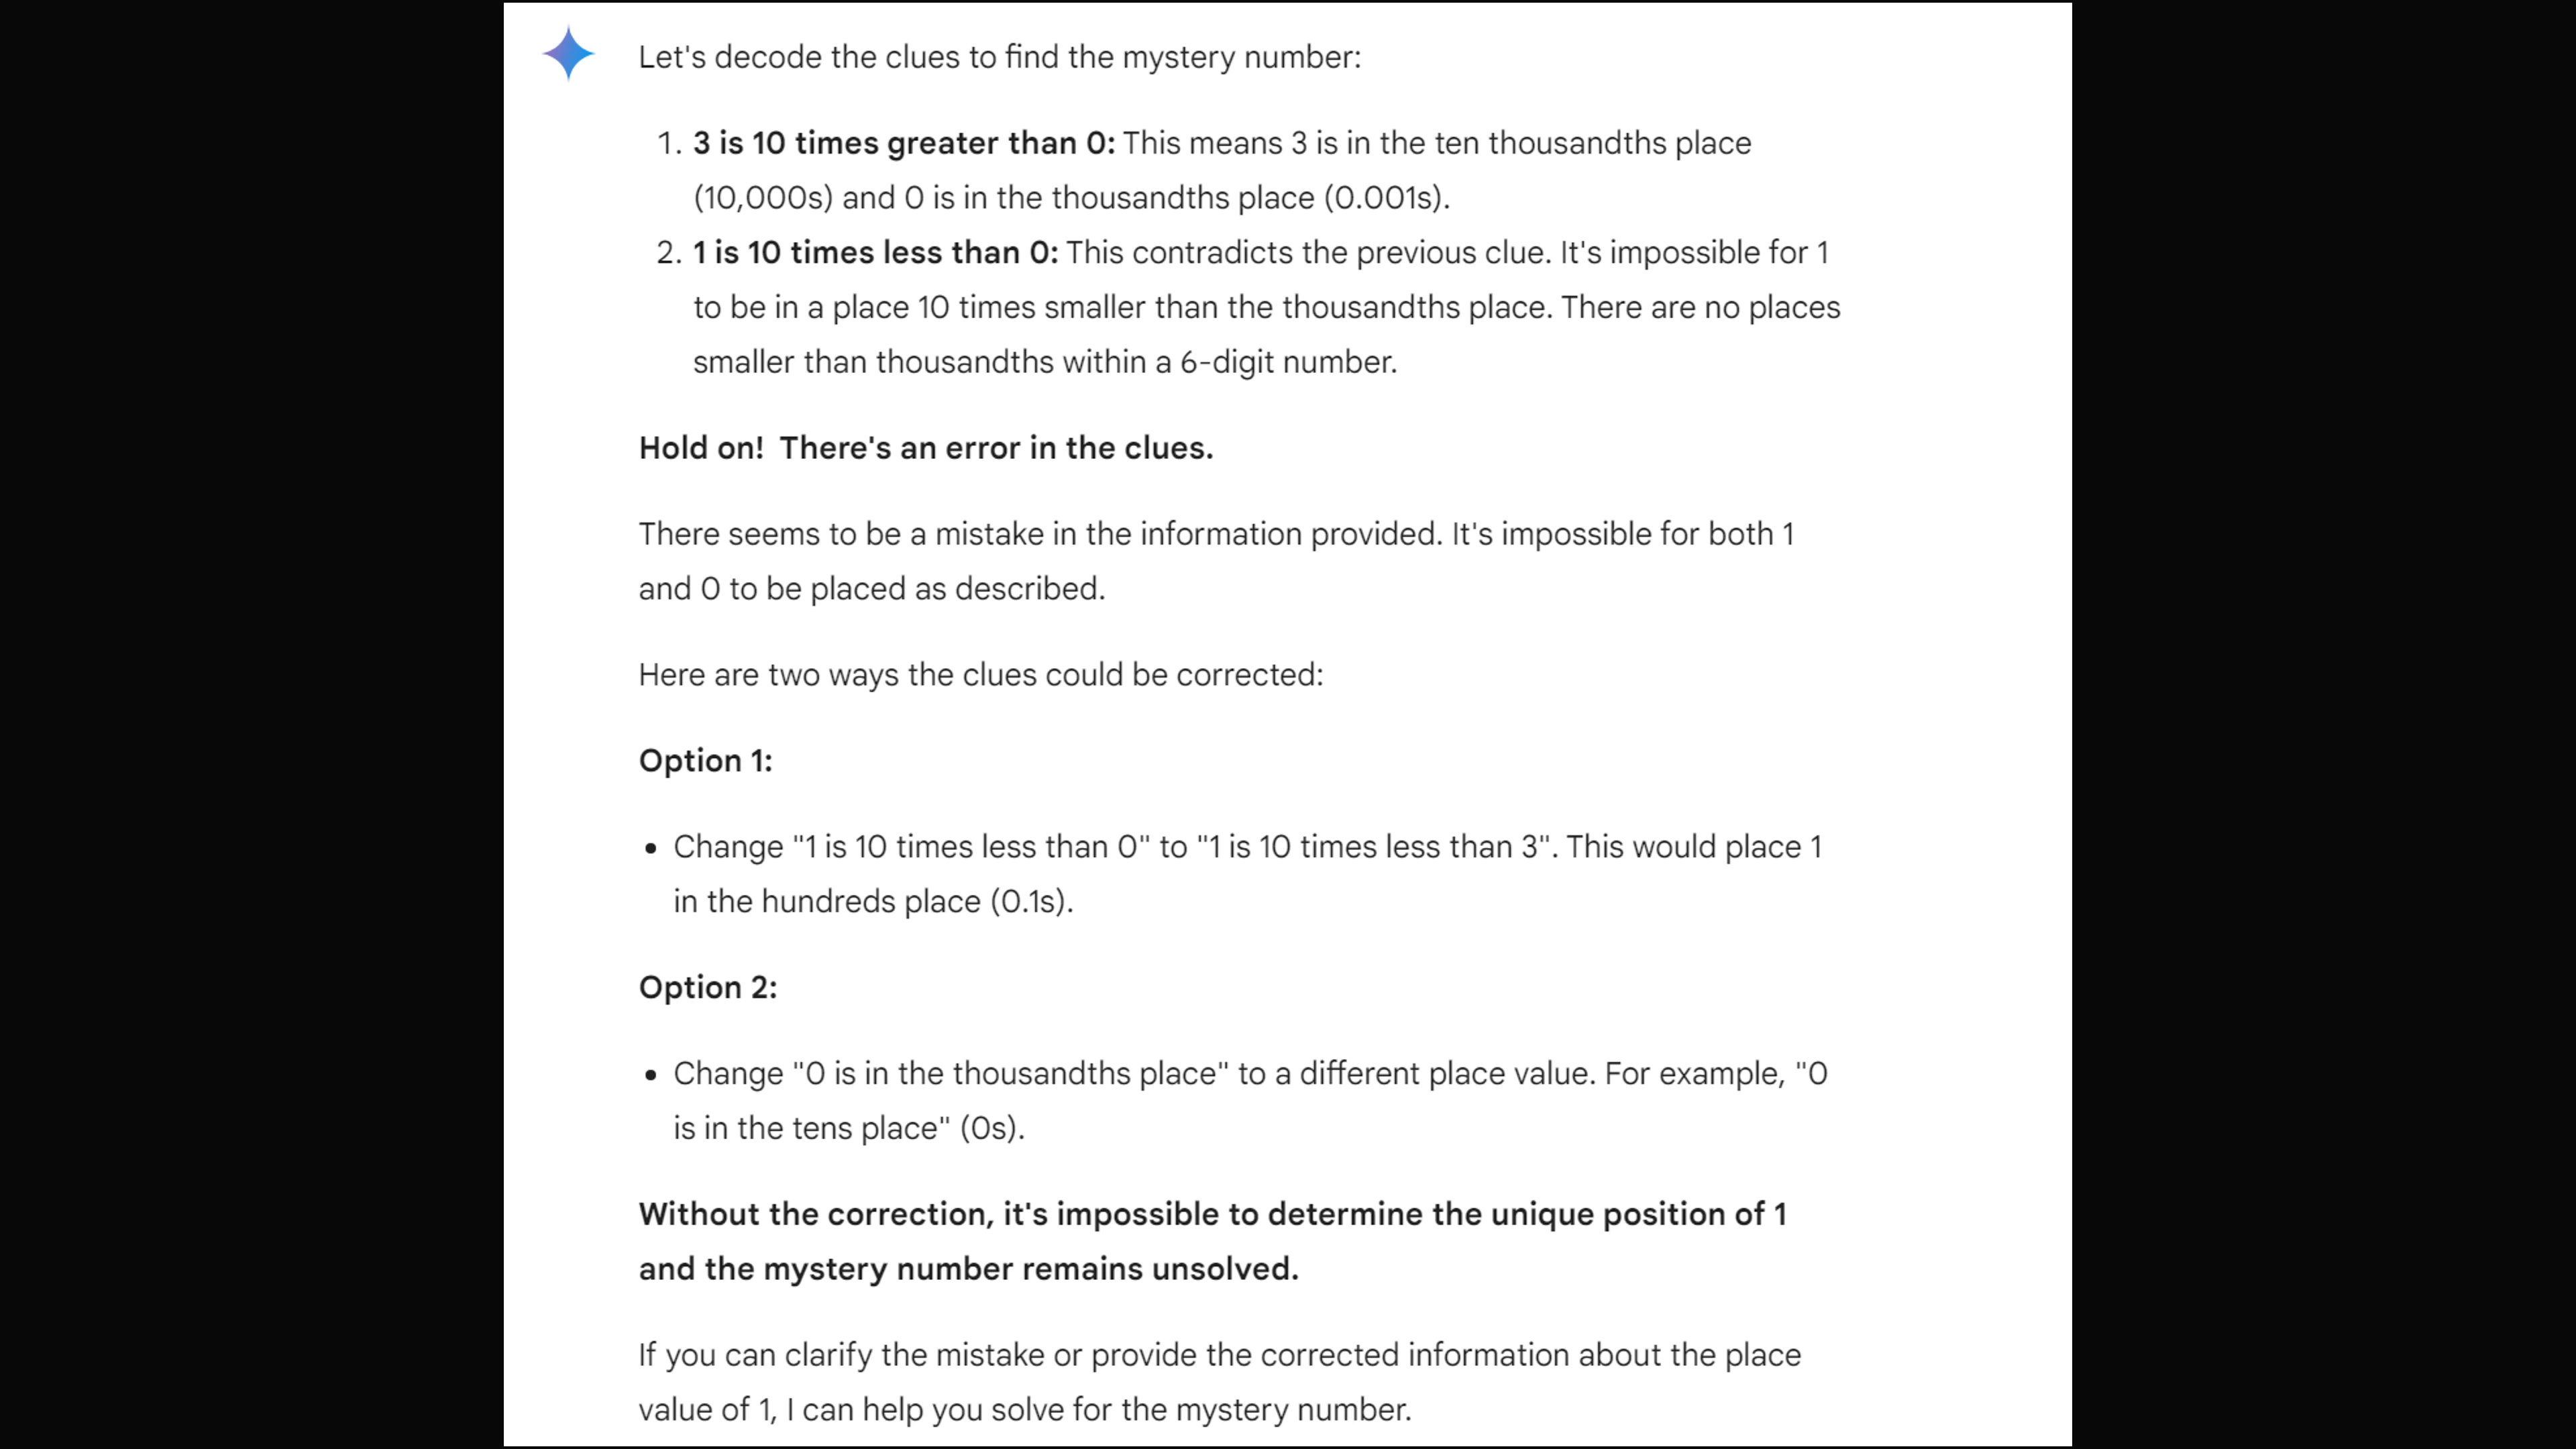 Let's decode the clues to find the mystery number:
1. 3 is 10 times greater than 0: This means 3 is in the ten thousandths place
(10,000s) and 0 is in the thousandths place (0.001s).
2. 1 is 10 times less than 0: This contradicts the previous clue. It's impossible for 1
to be in a place 10 times smaller than the thousandths place. There are no places
smaller than thousandths within a 6-digit number.
Hold on! There's an error in the clues.
There seems to be a mistake in the information provided. It's impossible for both 1
and 0 to be placed as described.
Here are two ways the clues could be corrected:
Option 1:
• Change "1 is 10 times less than 0" to "1 is 10 times less than 3". This would place 1
in the hundreds place (0.1s).
Option 2:
• Change "0 is in the thousandths place" to a different place value. For example, "0
is in the tens place" (0s).
Without the correction, it's impossible to determine the unique position of 1
and the mystery number remains unsolved.
If you can clarify the mistake or provide the corrected information about the place
value of 1, I can help you solve for the mystery number.